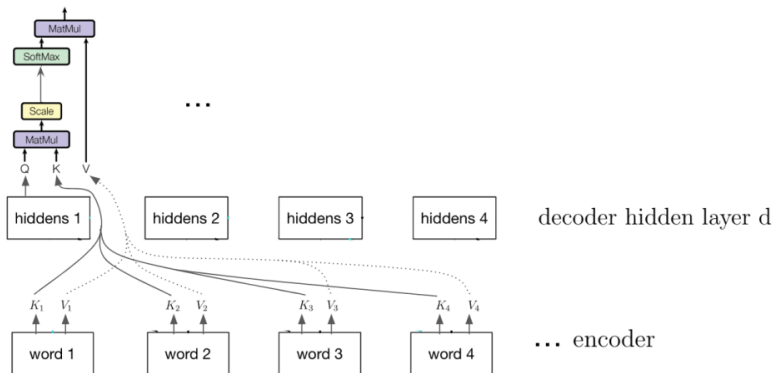 MatMul
SoftMax
...
Scale
MatMul
Q K V
hiddens 1 hiddens 2 hiddens 3 hiddens 4 decoder hidden layer d
K₁ V₁ K₂ V₂ K₃ V₃ K₄ V₄
word 1 word 2 word 3 word 4 ... encoder